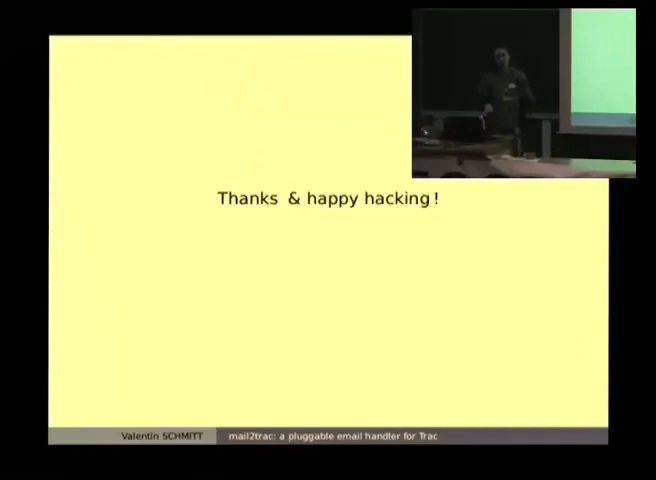 Thanks & happy hacking !
Valentin SCHMITT
mail2trac: a pluggable email handler for Trac